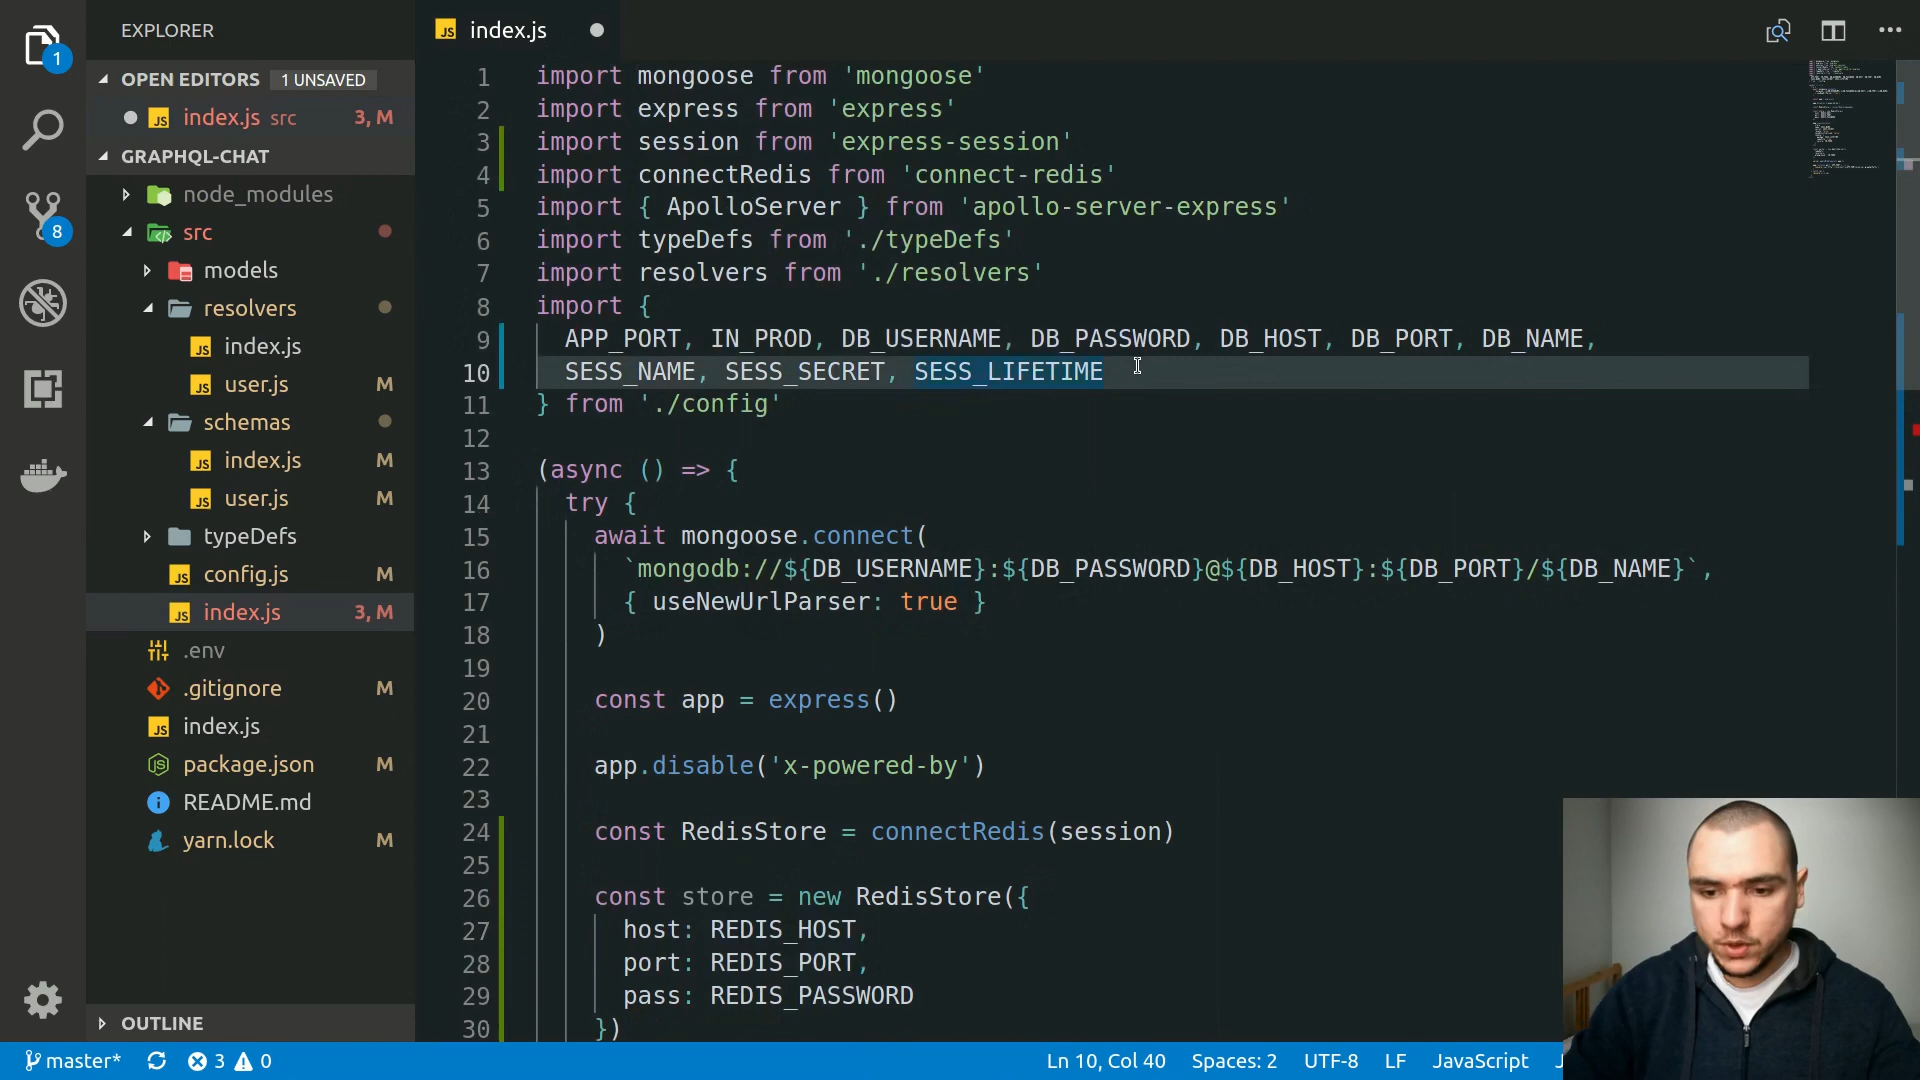 EXPLORER
OPEN EDITORS 1 UNSAVED
index.js src 3, M
GRAPHQL-CHAT
node_modules
src
models
resolvers
index.js
user.js
schemas
index.js M
user.js M
typeDefs
config.js M
index.js 3, M
.env
.gitignore M
index.js
package.json M
README.md
yarn.lock M
OUTLINE
1
8
index.js
1 import mongoose from 'mongoose'
2 import express from 'express'
3 import session from 'express-session'
4 import connectRedis from 'connect-redis'
5 import { ApolloServer } from 'apollo-server-express'
6 import typeDefs from './typeDefs'
7 import resolvers from './resolvers'
8 import {
9 APP_PORT, IN_PROD, DB_USERNAME, DB_PASSWORD, DB_HOST, DB_PORT, DB_NAME,
10 SESS_NAME, SESS_SECRET, SESS_LIFETIME
11 } from './config'
12
13 (async () => {
14 try {
15 await mongoose.connect(
16 `mongodb://${DB_USERNAME}:${DB_PASSWORD}@${DB_HOST}:${DB_PORT}/${DB_NAME}`,
17 { useNewUrlParser: true }
18 )
19
20 const app = express()
21
22 app.disable('x-powered-by')
23
24 const RedisStore = connectRedis(session)
25
26 const store = new RedisStore({
27 host: REDIS_HOST,
28 port: REDIS_PORT,
29 pass: REDIS_PASSWORD
30 })
master* 3 0 Ln 10, Col 40 Spaces: 2 UTF-8 LF JavaScript